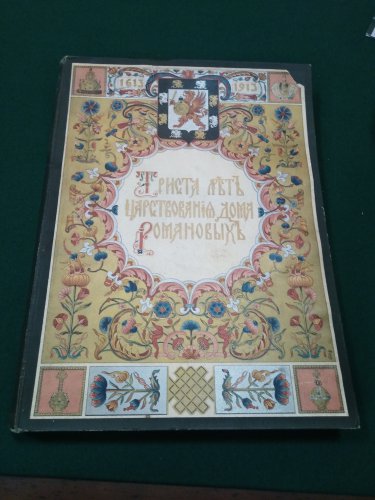 1613 1913
Триста лѣтъ
царствованія дома
Романовыхъ